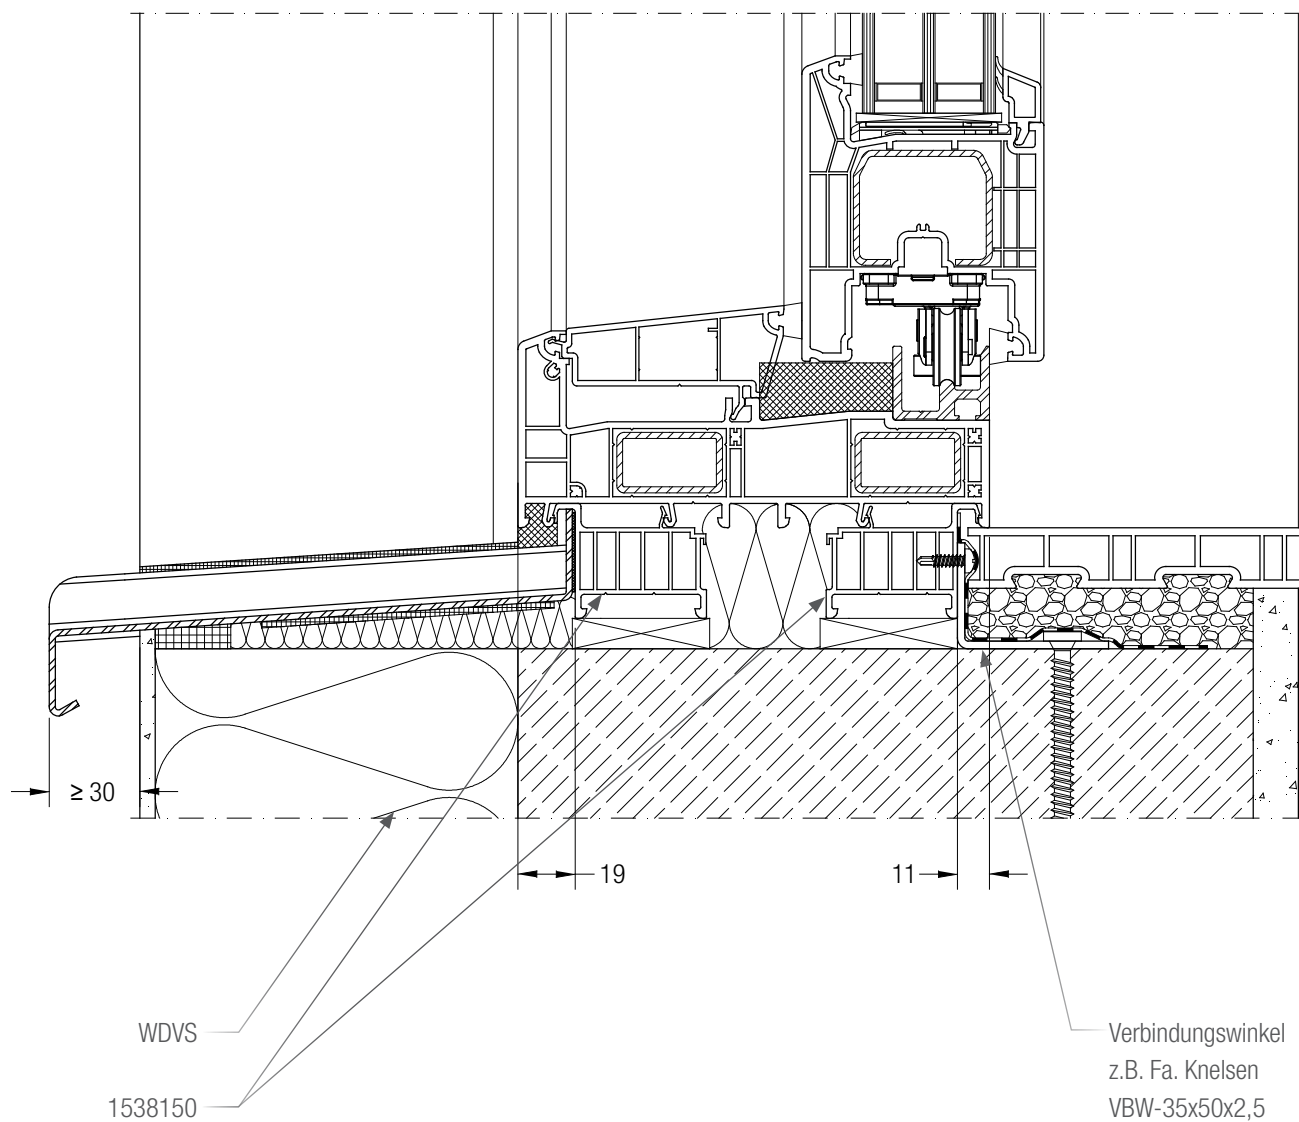 ≥ 30
19
11
WDVS
1538150
Verbindungswinkel
z.B. Fa. Knelsen
VBW-35x50x2,5